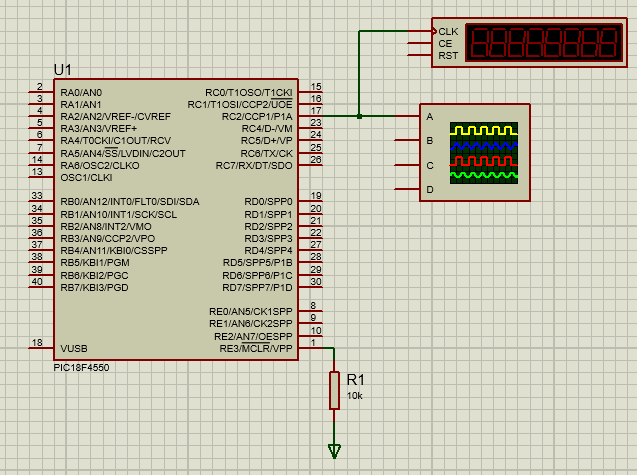 CLK
CE
RST
U1
2 RA0/AN0 RC0/T1OSO/T1CKI 15
3 RA1/AN1 RC1/T1OSI/CCP2/UOE 16
4 RA2/AN2/VREF-/CVREF RC2/CCP1/P1A 17
5 RA3/AN3/VREF+ RC4/D-/VM 23
6 RA4/T0CKI/C1OUT/RCV RC5/D+/VP 24
7 RA5/AN4/SS/LVDIN/C2OUT RC6/TX/CK 25
14 RA6/OSC2/CLKO RC7/RX/DT/SDO 26
13 OSC1/CLKI
A
B
C
D
33 RB0/AN12/INT0/FLT0/SDI/SDA RD0/SPP0 19
34 RB1/AN10/INT1/SCK/SCL RD1/SPP1 20
35 RB2/AN8/INT2/VMO RD2/SPP2 21
36 RB3/AN9/CCP2/VPO RD3/SPP3 22
37 RB4/AN11/KBI0/CSSPP RD4/SPP4 27
38 RB5/KBI1/PGM RD5/SPP5/P1B 28
39 RB6/KBI2/PGC RD6/SPP6/P1C 29
40 RB7/KBI3/PGD RD7/SPP7/P1D 30
RE0/AN5/CK1SPP 8
RE1/AN6/CK2SPP 9
RE2/AN7/OESPP 10
18 VUSB RE3/MCLR/VPP 1
PIC18F4550
R1
10k